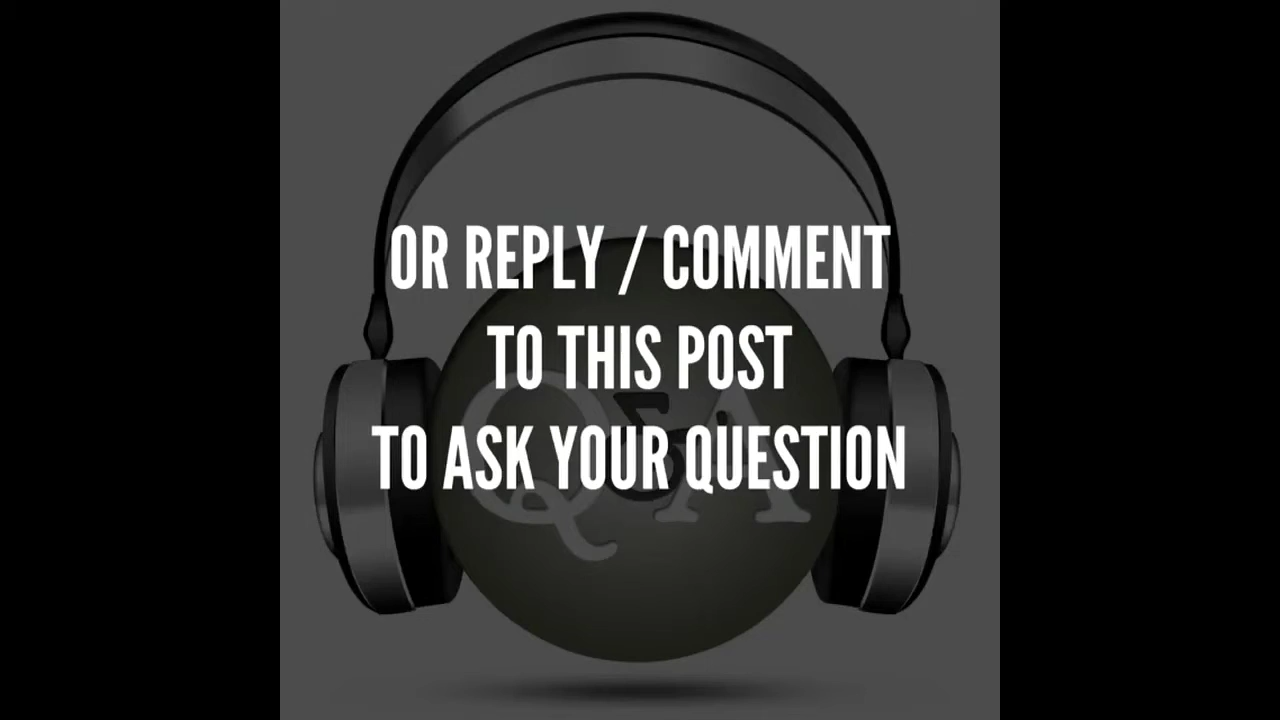 OR REPLY / COMMENT
TO THIS POST
TO ASK YOUR QUESTION
Q&A